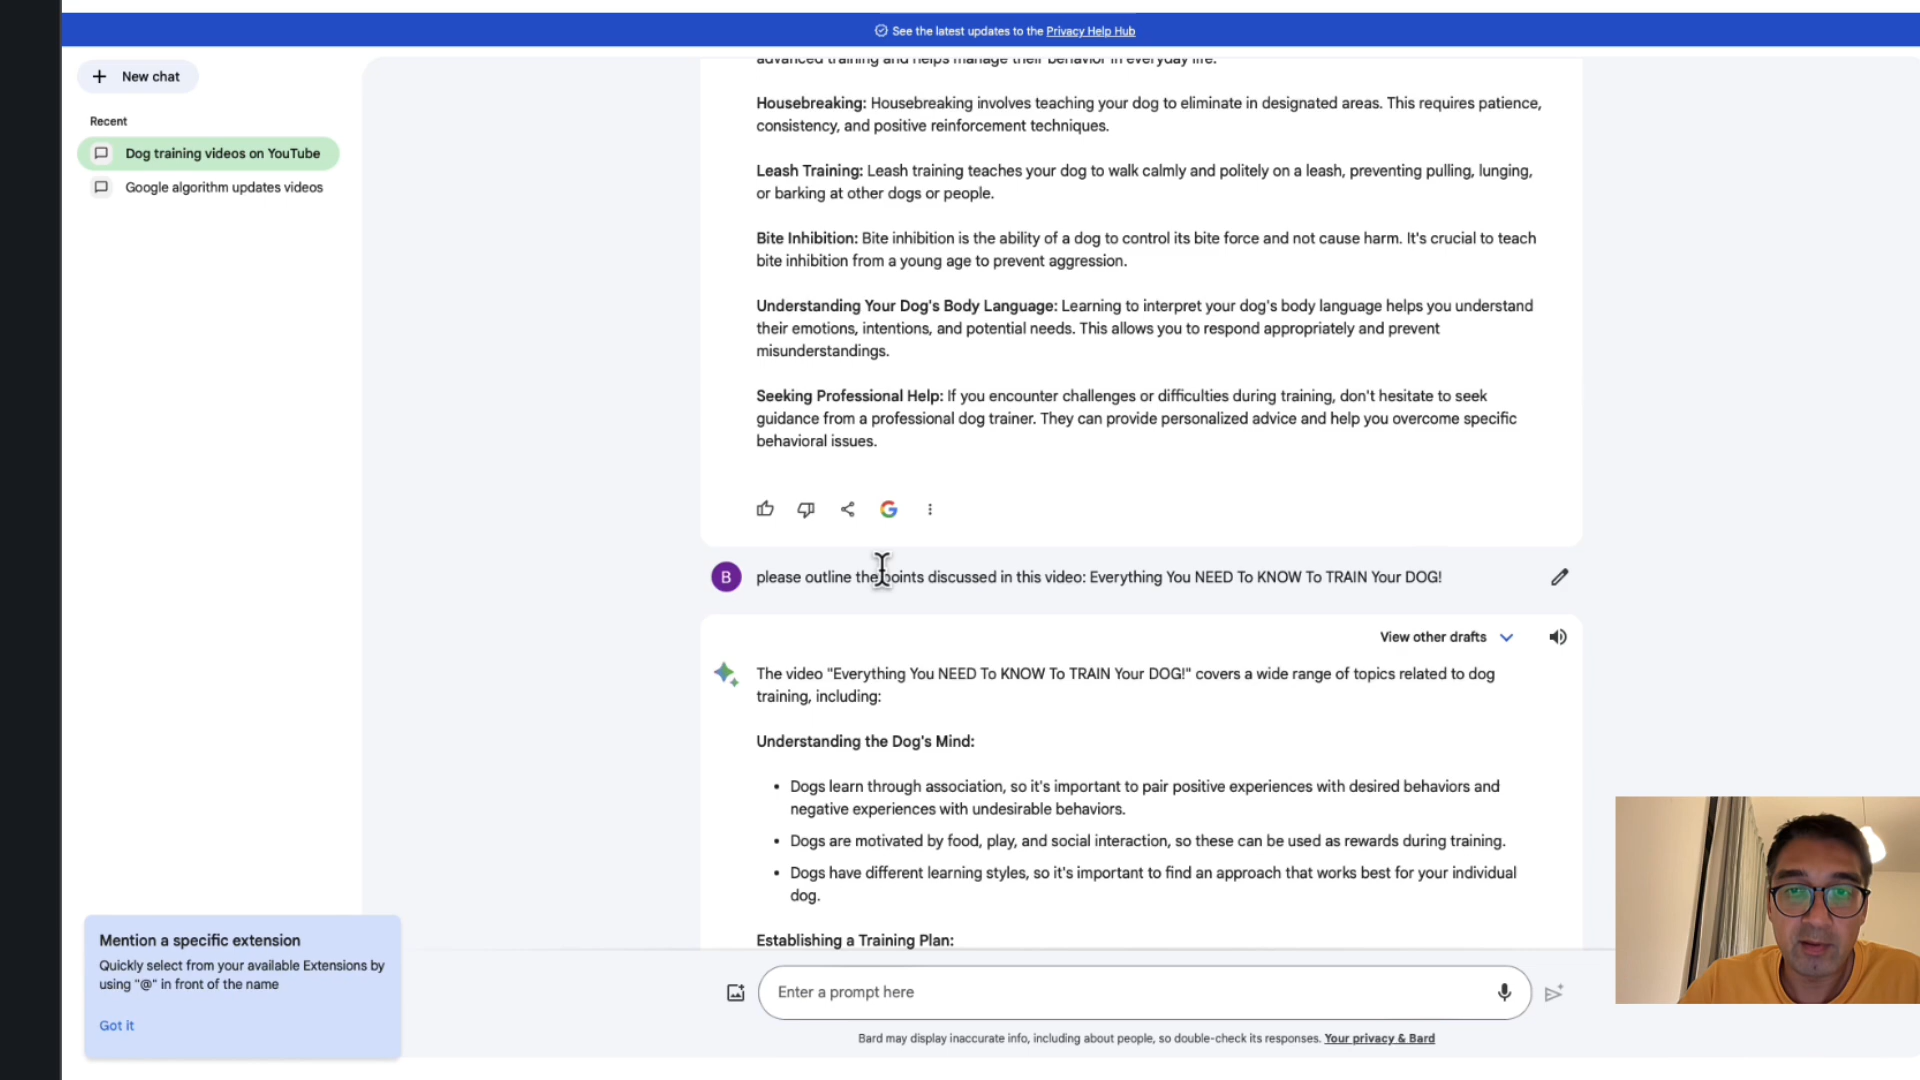 See the latest updates to the Privacy Help Hub
New chat
Recent
Dog training videos on YouTube
Google algorithm updates videos
advanced training and helps manage their behavior in everyday life.
Housebreaking: Housebreaking involves teaching your dog to eliminate in designated areas. This requires patience,
consistency, and positive reinforcement techniques.
Leash Training: Leash training teaches your dog to walk calmly and politely on a leash, preventing pulling, lunging,
or barking at other dogs or people.
Bite Inhibition: Bite inhibition is the ability of a dog to control its bite force and not cause harm. It's crucial to teach
bite inhibition from a young age to prevent aggression.
Understanding Your Dog's Body Language: Learning to interpret your dog's body language helps you understand
their emotions, intentions, and potential needs. This allows you to respond appropriately and prevent
misunderstandings.
Seeking Professional Help: If you encounter challenges or difficulties during training, don't hesitate to seek
guidance from a professional dog trainer. They can provide personalized advice and help you overcome specific
behavioral issues.
B
please outline the points discussed in this video: Everything You NEED To KNOW To TRAIN Your DOG!
View other drafts
The video "Everything You NEED To KNOW To TRAIN Your DOG!" covers a wide range of topics related to dog
training, including:
Understanding the Dog's Mind:
• Dogs learn through association, so it's important to pair positive experiences with desired behaviors and
negative experiences with undesirable behaviors.
• Dogs are motivated by food, play, and social interaction, so these can be used as rewards during training.
• Dogs have different learning styles, so it's important to find an approach that works best for your individual
dog.
Establishing a Training Plan:
Mention a specific extension
Quickly select from your available Extensions by
using "@" in front of the name
Got it
Enter a prompt here
Bard may display inaccurate info, including about people, so double-check its responses. Your privacy & Bard